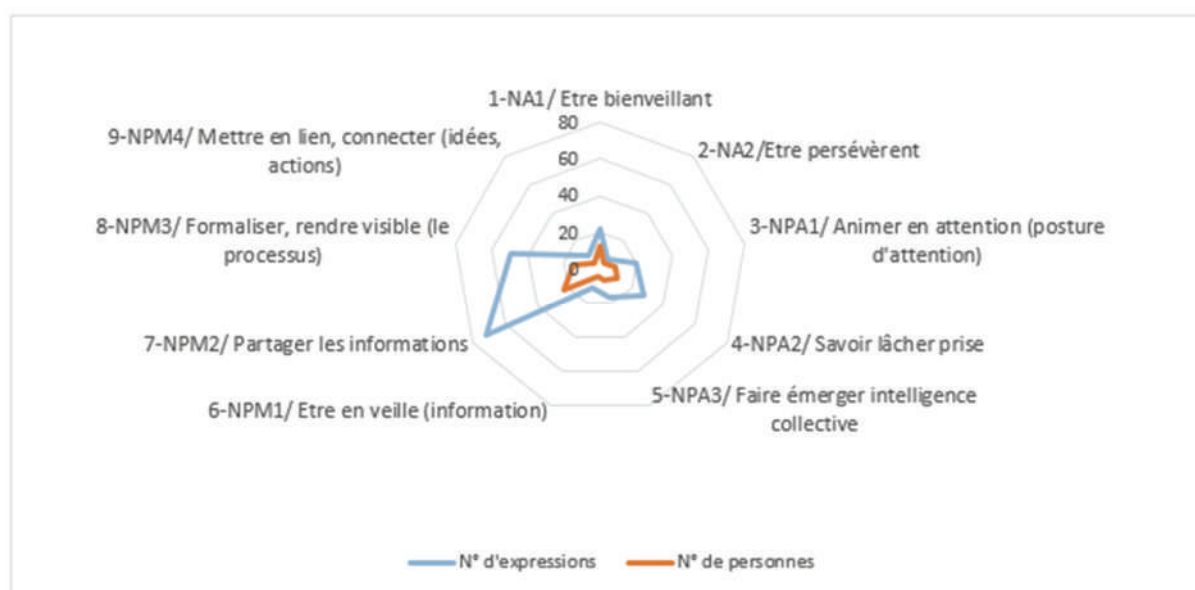 1-NA1/ Etre bienveillant
80
60
40
20
0
2-NA2/Etre persévèrent
3-NPA1/ Animer en attention (posture
d'attention)
4-NPA2/ Savoir lâcher prise
5-NPA3/ Faire émerger intelligence
collective
6-NPM1/ Etre en veille (information)
7-NPM2/ Partager les informations
8-NPM3/ Formaliser, rendre visible (le
processus)
9-NPM4/ Mettre en lien, connecter (idées,
actions)
N° d'expressions
N° de personnes